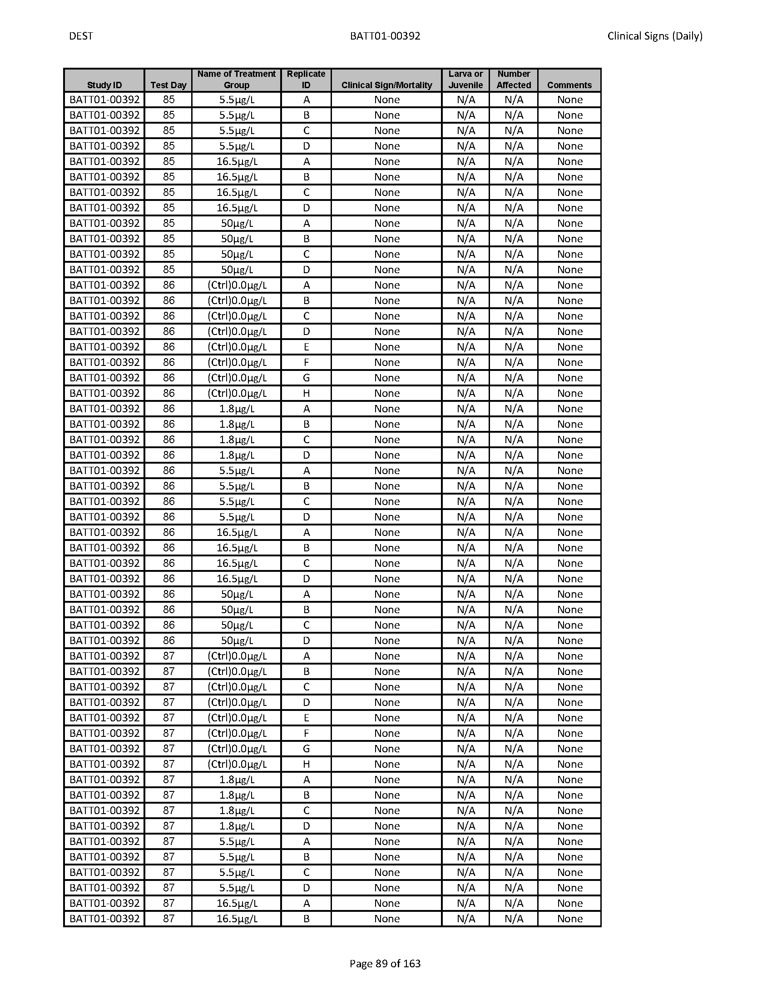 DEST BATT01-00392 Clinical Signs (Daily)
Name of Treatment Replicate Larva or Number
Study ID Test Day Group ID Clinical Sign/Mortality Juvenile Affected Comments
BATT01-00392 85 5.5µg/L A None N/A N/A None
BATT01-00392 85 5.5µg/L B None N/A N/A None
BATT01-00392 85 5.5µg/L C None N/A N/A None
BATT01-00392 85 5.5µg/L D None N/A N/A None
BATT01-00392 85 16.5µg/L A None N/A N/A None
BATT01-00392 85 16.5µg/L B None N/A N/A None
BATT01-00392 85 16.5µg/L C None N/A N/A None
BATT01-00392 85 16.5µg/L D None N/A N/A None
BATT01-00392 85 50µg/L A None N/A N/A None
BATT01-00392 85 50µg/L B None N/A N/A None
BATT01-00392 85 50µg/L C None N/A N/A None
BATT01-00392 85 50µg/L D None N/A N/A None
BATT01-00392 86 (Ctrl)0.0µg/L A None N/A N/A None
BATT01-00392 86 (Ctrl)0.0µg/L B None N/A N/A None
BATT01-00392 86 (Ctrl)0.0µg/L C None N/A N/A None
BATT01-00392 86 (Ctrl)0.0µg/L D None N/A N/A None
BATT01-00392 86 (Ctrl)0.0µg/L E None N/A N/A None
BATT01-00392 86 (Ctrl)0.0µg/L F None N/A N/A None
BATT01-00392 86 (Ctrl)0.0µg/L G None N/A N/A None
BATT01-00392 86 (Ctrl)0.0µg/L H None N/A N/A None
BATT01-00392 86 1.8µg/L A None N/A N/A None
BATT01-00392 86 1.8µg/L B None N/A N/A None
BATT01-00392 86 1.8µg/L C None N/A N/A None
BATT01-00392 86 1.8µg/L D None N/A N/A None
BATT01-00392 86 5.5µg/L A None N/A N/A None
BATT01-00392 86 5.5µg/L B None N/A N/A None
BATT01-00392 86 5.5µg/L C None N/A N/A None
BATT01-00392 86 5.5µg/L D None N/A N/A None
BATT01-00392 86 16.5µg/L A None N/A N/A None
BATT01-00392 86 16.5µg/L B None N/A N/A None
BATT01-00392 86 16.5µg/L C None N/A N/A None
BATT01-00392 86 16.5µg/L D None N/A N/A None
BATT01-00392 86 50µg/L A None N/A N/A None
BATT01-00392 86 50µg/L B None N/A N/A None
BATT01-00392 86 50µg/L C None N/A N/A None
BATT01-00392 86 50µg/L D None N/A N/A None
BATT01-00392 87 (Ctrl)0.0µg/L A None N/A N/A None
BATT01-00392 87 (Ctrl)0.0µg/L B None N/A N/A None
BATT01-00392 87 (Ctrl)0.0µg/L C None N/A N/A None
BATT01-00392 87 (Ctrl)0.0µg/L D None N/A N/A None
BATT01-00392 87 (Ctrl)0.0µg/L E None N/A N/A None
BATT01-00392 87 (Ctrl)0.0µg/L F None N/A N/A None
BATT01-00392 87 (Ctrl)0.0µg/L G None N/A N/A None
BATT01-00392 87 (Ctrl)0.0µg/L H None N/A N/A None
BATT01-00392 87 1.8µg/L A None N/A N/A None
BATT01-00392 87 1.8µg/L B None N/A N/A None
BATT01-00392 87 1.8µg/L C None N/A N/A None
BATT01-00392 87 1.8µg/L D None N/A N/A None
BATT01-00392 87 5.5µg/L A None N/A N/A None
BATT01-00392 87 5.5µg/L B None N/A N/A None
BATT01-00392 87 5.5µg/L C None N/A N/A None
BATT01-00392 87 5.5µg/L D None N/A N/A None
BATT01-00392 87 16.5µg/L A None N/A N/A None
BATT01-00392 87 16.5µg/L B None N/A N/A None
Page 89 of 163